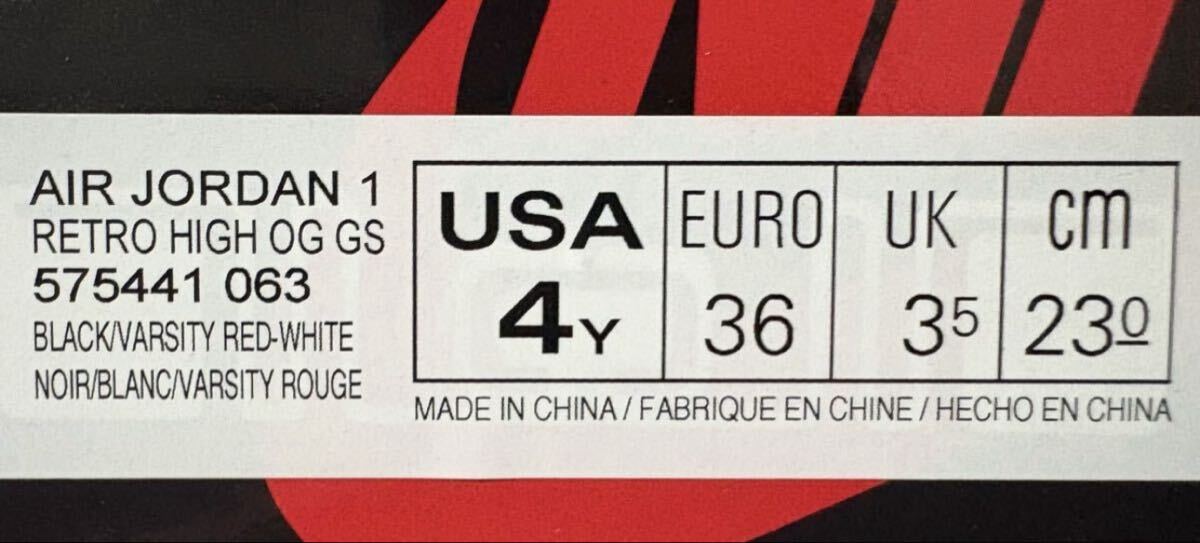 AIR JORDAN 1
RETRO HIGH OG GS
575441 063
BLACK/VARSITY RED-WHITE
NOIR/BLANC/VARSITY ROUGE
USA EURO UK cm
4Y 36 35 230
MADE IN CHINA / FABRIQUE EN CHINE / HECHO EN CHINA